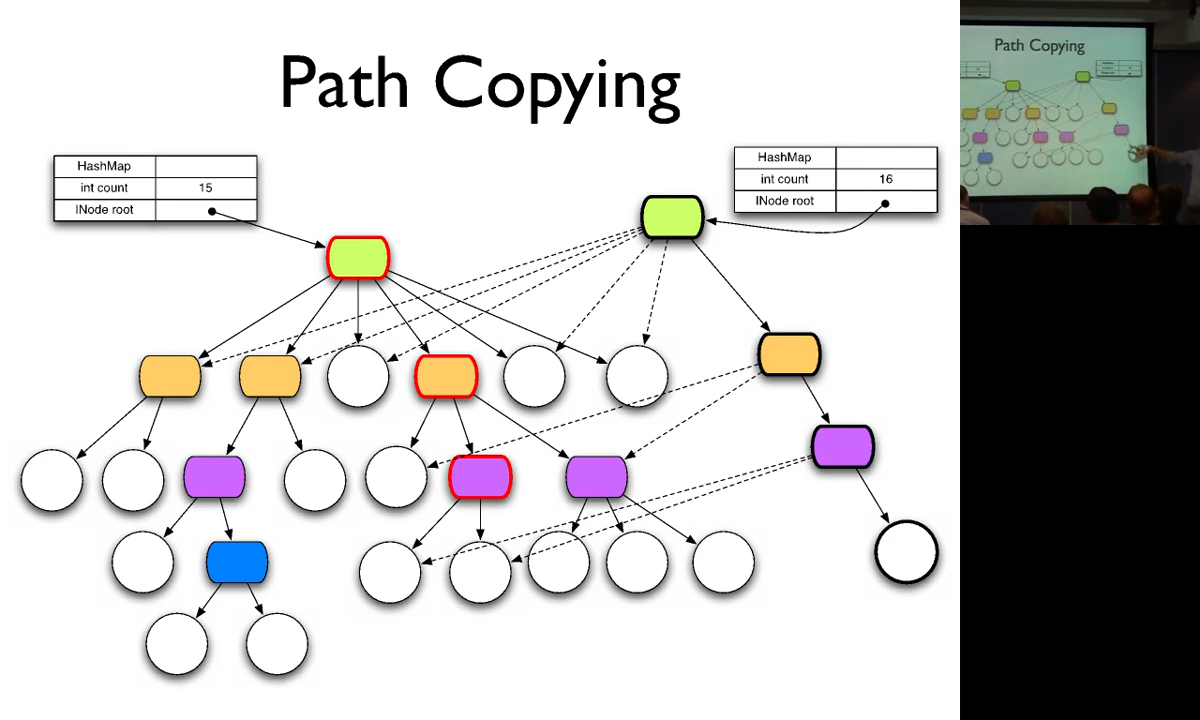 Path Copying
HashMap
int count 15
INode root
HashMap
int count 16
INode root
Path Copying